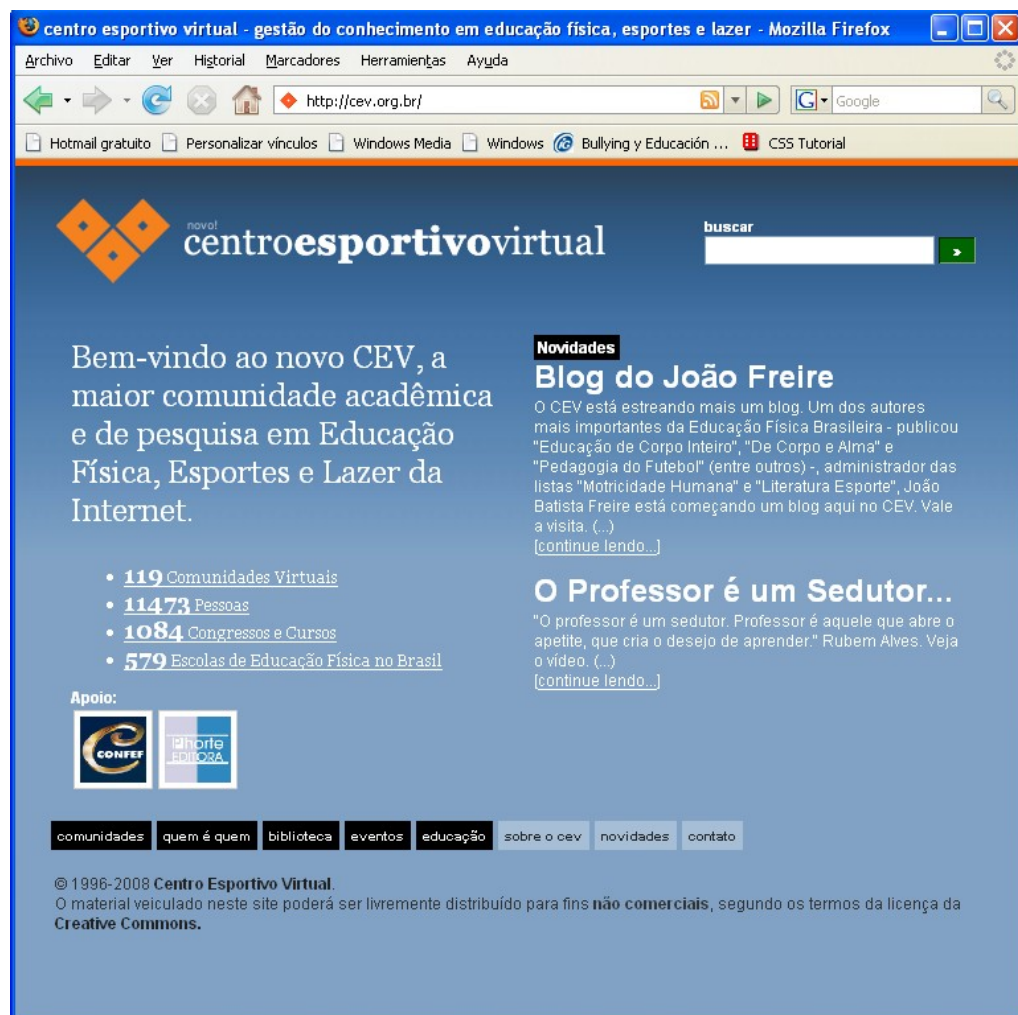 centro esportivo virtual - gestão do conhecimento em educação física, esportes e lazer - Mozilla Firefox
Archivo Editar Ver Historial Marcadores Herramientas Ayuda
http://cev.org.br/ G Google
Hotmail gratuito Personalizar vínculos Windows Media Windows Bullying y Educación ... CSS Tutorial
novo!
centroesportivovirtual
buscar
Bem-vindo ao novo CEV, a
maior comunidade acadêmica
e de pesquisa em Educação
Física, Esportes e Lazer da
Internet.
• 119 Comunidades Virtuais
• 11473 Pessoas
• 1084 Congressos e Cursos
• 579 Escolas de Educação Física no Brasil
Apoio:
CONFEF
Phorte
EDITORA
Novidades
Blog do João Freire
O CEV está estreando mais um blog. Um dos autores
mais importantes da Educação Física Brasileira - publicou
"Educação de Corpo Inteiro", "De Corpo e Alma" e
"Pedagogia do Futebol" (entre outros) -, administrador das
listas "Motricidade Humana" e "Literatura Esporte", João
Batista Freire está começando um blog aqui no CEV. Vale
a visita. (...)
[continue lendo...]
O Professor é um Sedutor...
"O professor é um sedutor. Professor é aquele que abre o
apetite, que cria o desejo de aprender." Rubem Alves. Veja
o vídeo. (...)
[continue lendo...]
comunidades quem é quem biblioteca eventos educação sobre o cev novidades contato
© 1996-2008 Centro Esportivo Virtual.
O material veiculado neste site poderá ser livremente distribuído para fins não comerciais, segundo os termos da licença da
Creative Commons.